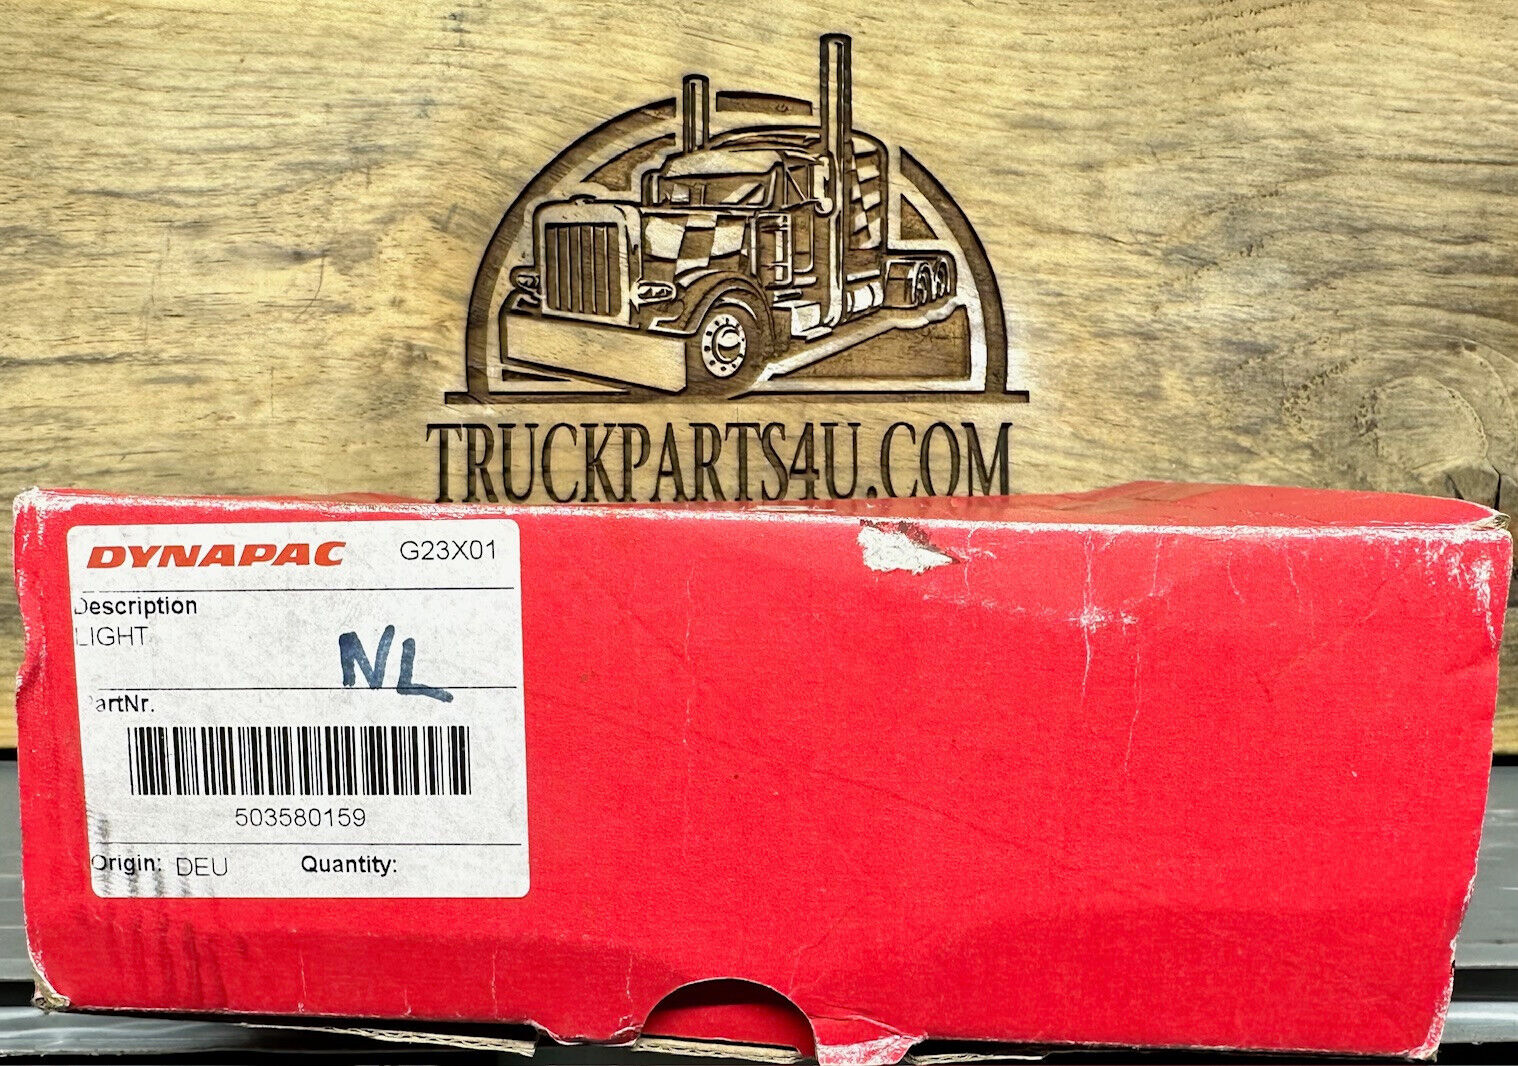 TRUCKPARTS4U.COM
DYNAPAC G23X01
Description
LIGHT
NL
PartNr.
503580159
Origin: DEU Quantity: